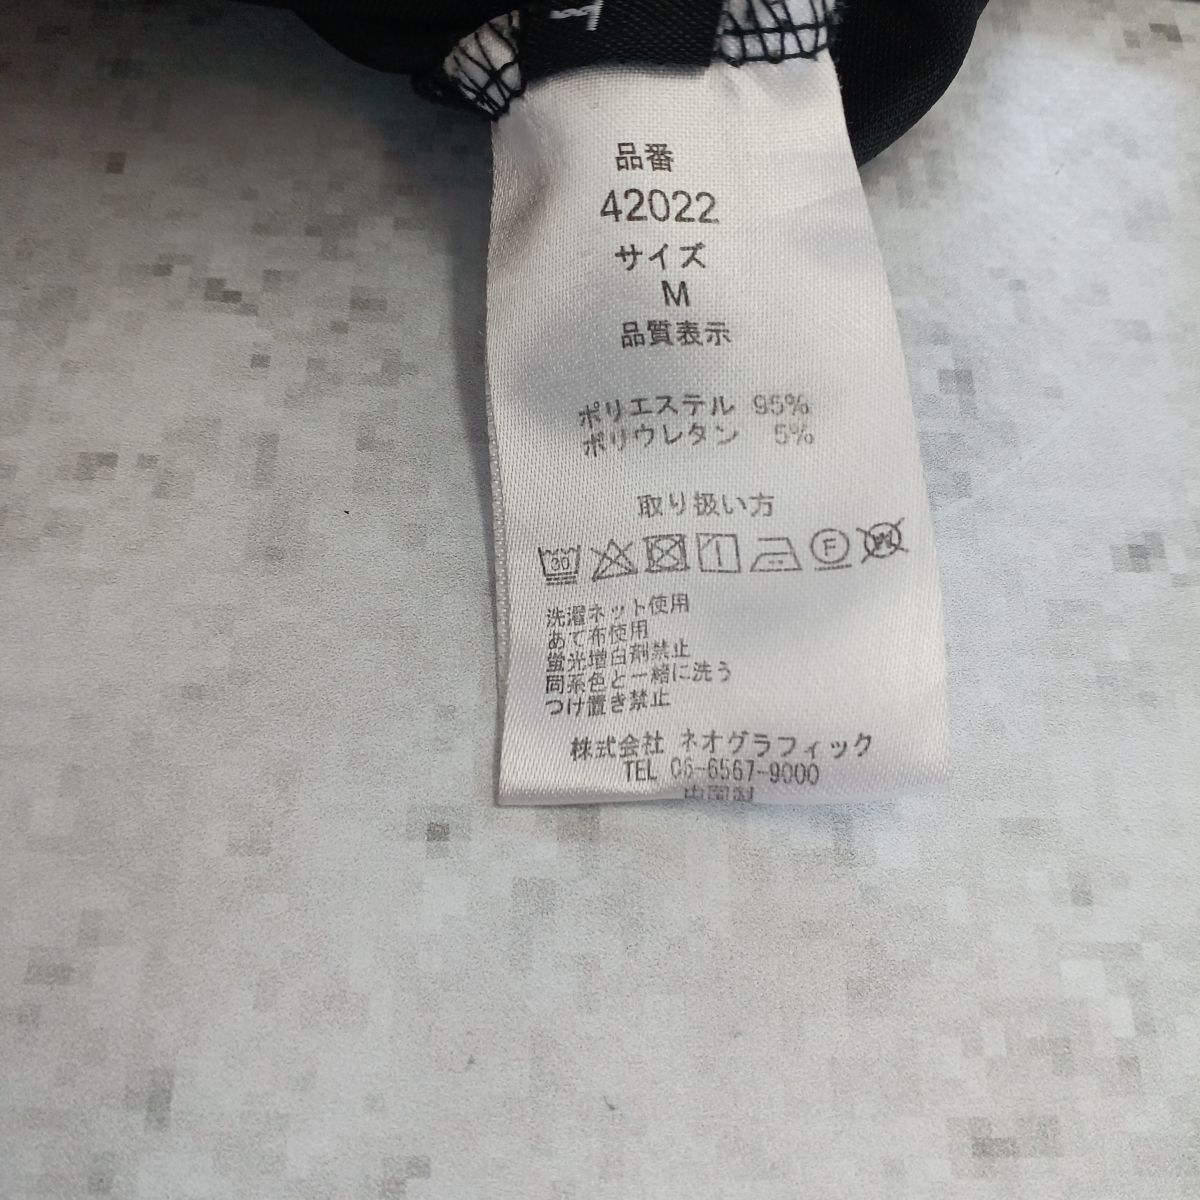 品番
42022
サイズ
M
品質表示
ポリエステル 95%
ポリウレタン 5%
取り扱い方
30 F W
洗濯ネット使用
あて布使用
蛍光増白剤禁止
同系色と一緒に洗う
つけ置き禁止
株式会社 ネオグラフィック
TEL 06-6567-9000
中国製